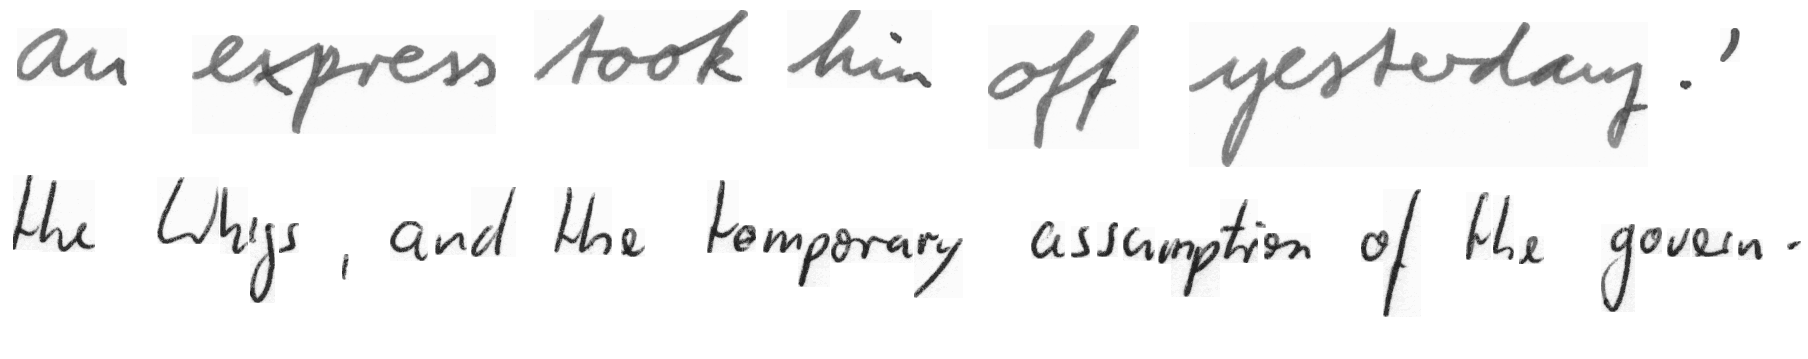 an express took him off yesterday.'
the Whigs, and the temporary assumption of the govern-